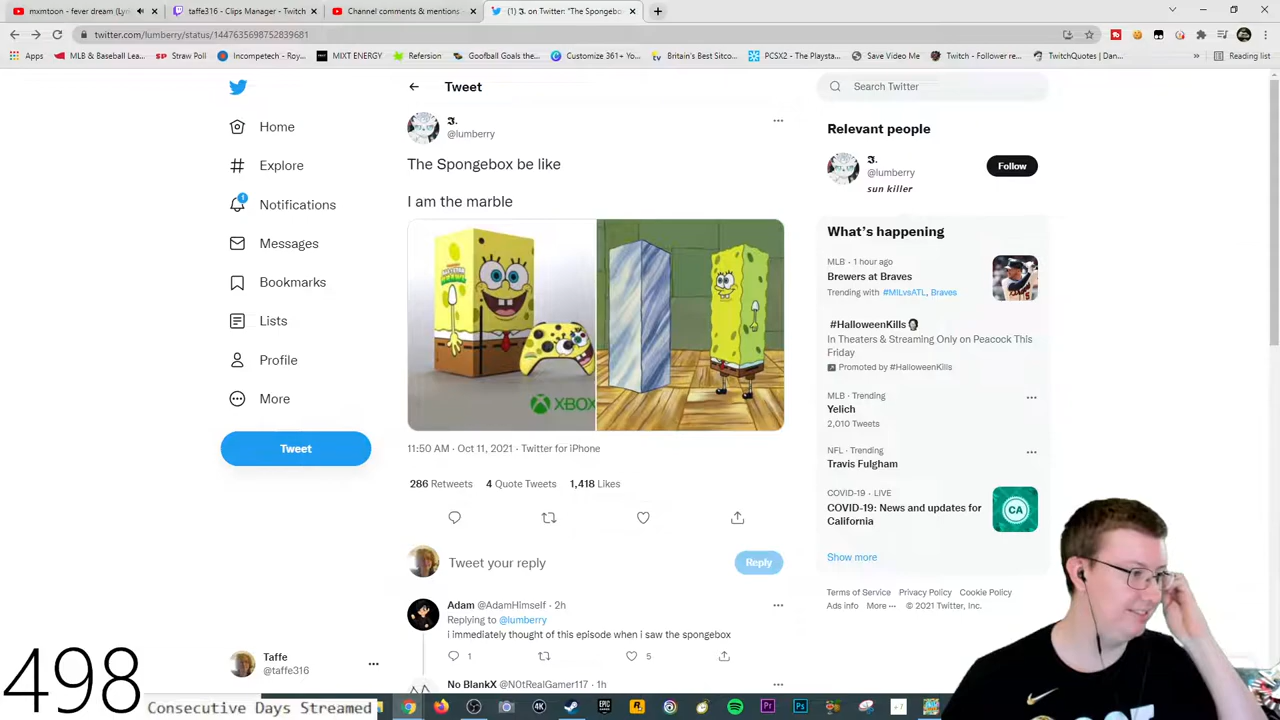 mxmtoon - fever dream (Lyri
taffe316 - Clips Manager - Twitch
Channel comments & mentions
(1) J. on Twitter: "The Spongebo
twitter.com/lumberry/status/1447635698752839681
MLB & Baseball Data...
Straw Poll
Incompetech - Roy...
MIXT ENERGY
Refersion
Goofball Goofs the...
Customize 361+ Yo...
Britain's Best Sitco...
PCSX2 - The Playsta...
Save Video Me
Twitch - Follower re...
TwitchQuotes | Dan...
Reading list
Home
Explore
1
Notifications
Messages
Bookmarks
Lists
Profile
More
Tweet
Taffe
@taffe316
498
Consecutive Days Streamed
Tweet
J.
@lumberry
The Spongebox be like
I am the marble
XBOX
11:50 AM · Oct 11, 2021 · Twitter for iPhone
286 Retweets 4 Quote Tweets 1,418 Likes
Tweet your reply
Reply
Adam @AdamHimself · 2h
Replying to @lumberry
i immediately thought of this episode when i saw the spongebox
1 5
No BlankX @N0tRealGamer117 · 1h
Search Twitter
Relevant people
J.
@lumberry
Follow
sun killer
What's happening
MLB · 1 hour ago
Brewers at Braves
Trending with #MILvsATL, Braves
#HalloweenKills
In Theaters & Streaming Only on Peacock This
Friday
Promoted by #HalloweenKills
MLB · Trending
Yelich
2,010 Tweets
NFL · Trending
Travis Fulgham
COVID-19 · LIVE
COVID-19: News and updates for
California
CA
Show more
Terms of Service Privacy Policy Cookie Policy
Ads info More ··· © 2021 Twitter, Inc.
4K
EPIC
Pr
Ps